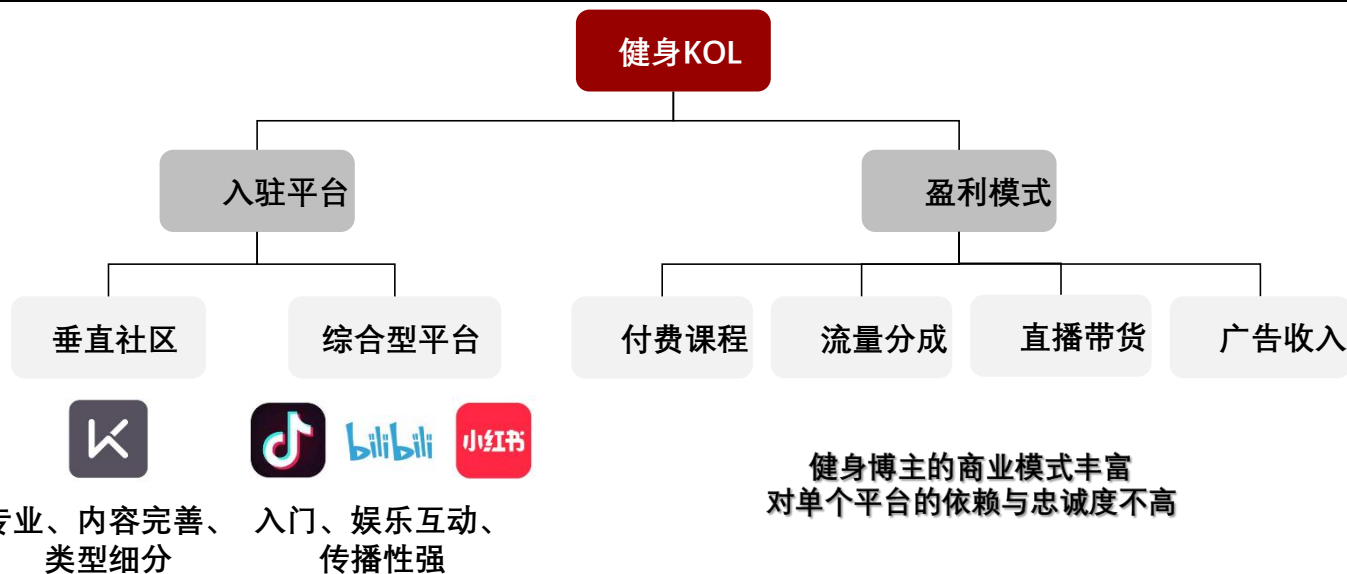 健身KOL
入驻平台
盈利模式
垂直社区
综合型平台
付费课程
流量分成
直播带货
广告收入
bilibili
小红书
专业、内容完善、
类型细分
入门、娱乐互动、
传播性强
健身博主的商业模式丰富
对单个平台的依赖与忠诚度不高